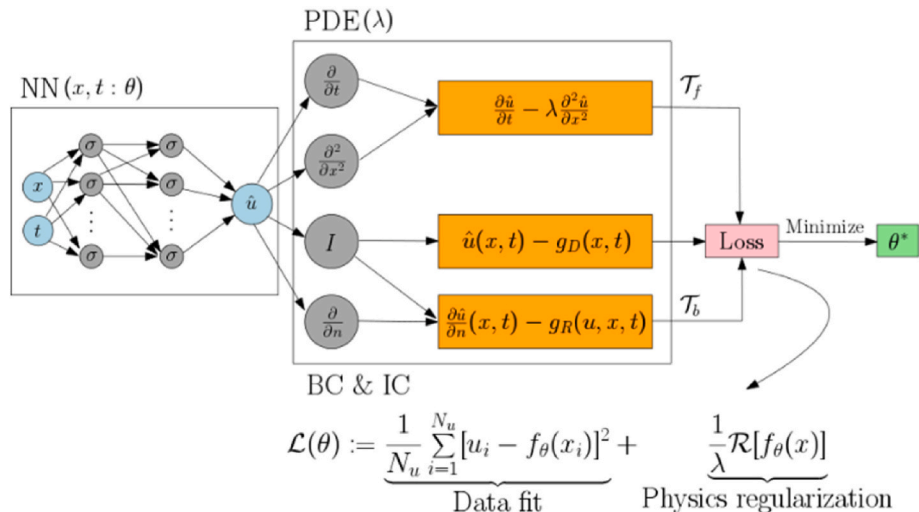 PDE(λ)
NN(x, t : θ)
∂/∂t
∂²/∂x²
I
∂/∂n
x
t
σ σ
σ σ
⋮ ⋮
σ σ
û
∂û/∂t − λ ∂²û/∂x²
û(x, t) − g_D(x, t)
∂û/∂n (x, t) − g_R(u, x, t)
𝒯_f
𝒯_b
Loss
Minimize
θ*
BC & IC
ℒ(θ) := 1/N_u ∑_{i=1}^{N_u} [u_i − f_θ(x_i)]² + 1/λ ℛ[f_θ(x)]
Data fit
Physics regularization